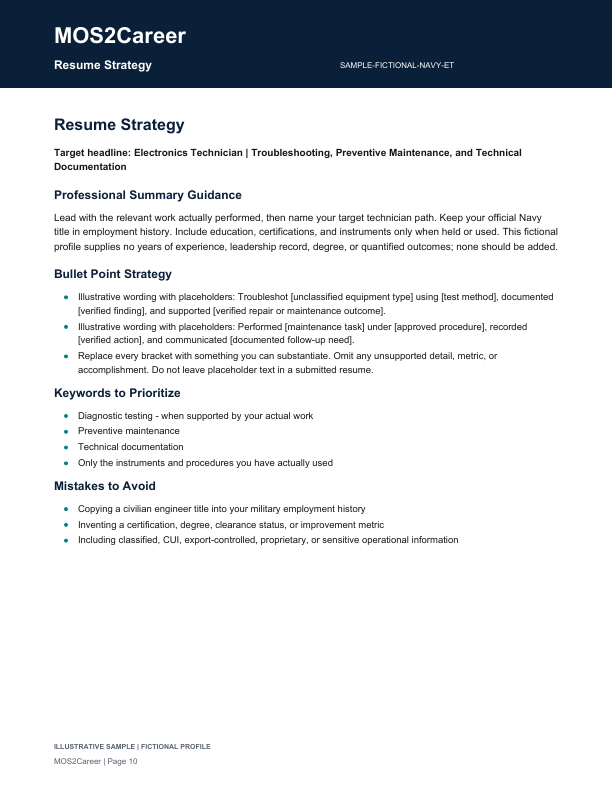 MOS2Career
Resume Strategy
SAMPLE-FICTIONAL-NAVY-ET
Resume Strategy
Target headline: Electronics Technician | Troubleshooting, Preventive Maintenance, and Technical
Documentation
Professional Summary Guidance
Lead with the relevant work actually performed, then name your target technician path. Keep your official Navy
title in employment history. Include education, certifications, and instruments only when held or used. This fictional
profile supplies no years of experience, leadership record, degree, or quantified outcomes; none should be added.
Bullet Point Strategy
● Illustrative wording with placeholders: Troubleshot [unclassified equipment type] using [test method], documented
[verified finding], and supported [verified repair or maintenance outcome].
● Illustrative wording with placeholders: Performed [maintenance task] under [approved procedure], recorded
[verified action], and communicated [documented follow-up need].
● Replace every bracket with something you can substantiate. Omit any unsupported detail, metric, or
accomplishment. Do not leave placeholder text in a submitted resume.
Keywords to Prioritize
● Diagnostic testing - when supported by your actual work
● Preventive maintenance
● Technical documentation
● Only the instruments and procedures you have actually used
Mistakes to Avoid
● Copying a civilian engineer title into your military employment history
● Inventing a certification, degree, clearance status, or improvement metric
● Including classified, CUI, export-controlled, proprietary, or sensitive operational information
ILLUSTRATIVE SAMPLE | FICTIONAL PROFILE
MOS2Career | Page 10